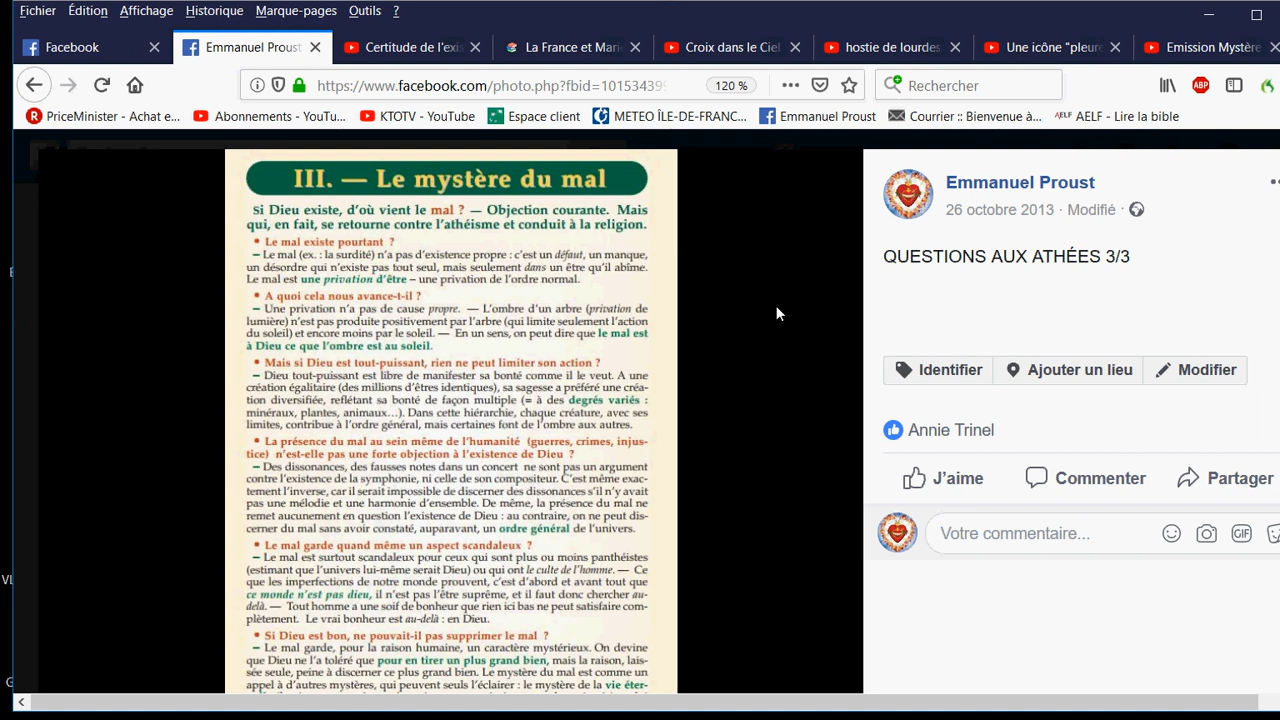 Fichier Édition Affichage Historique Marque-pages Outils ?
Facebook Emmanuel Proust Certitude de l'exi La France et Marie Croix dans le Ciel hostie de lourdes Une icône "pleure Emission Mystère
https://www.facebook.com/photo.php?fbid=1015343 120 % Rechercher
PriceMinister - Achat e... Abonnements - YouTu... KTOTV - YouTube Espace client METEO ÎLE-DE-FRANC... Emmanuel Proust Courrier :: Bienvenue à... AELF - Lire la bible
III. — Le mystère du mal
Si Dieu existe, d'où vient le mal ? — Objection courante. Mais
qui, en fait, se retourne contre l'athéisme et conduit à la religion.
• Le mal existe pourtant ?
– Le mal (ex. : la surdité) n'a pas d'existence propre : c'est un défaut, un manque,
un désordre qui n'existe pas tout seul, mais seulement dans un être qu'il abîme.
Le mal est une privation d'être – une privation de l'ordre normal.
• A quoi cela nous avance-t-il ?
– Une privation n'a pas de cause propre. — L'ombre d'un arbre (privation de
lumière) n'est pas produite positivement par l'arbre (qui limite seulement l'action
du soleil) et encore moins par le soleil. — En un sens, on peut dire que le mal est
à Dieu ce que l'ombre est au soleil.
• Mais si Dieu est tout-puissant, rien ne peut limiter son action ?
– Dieu tout-puissant est libre de manifester sa bonté comme il le veut. A une
création égalitaire (des millions d'êtres identiques), sa sagesse a préféré une créa-
tion diversifiée, reflétant sa bonté de façon multiple (= à des degrés variés :
minéraux, plantes, animaux...). Dans cette hiérarchie, chaque créature, avec ses
limites, contribue à l'ordre général, mais certaines font de l'ombre aux autres.
• La présence du mal au sein même de l'humanité (guerres, crimes, injus-
tice) n'est-elle pas une forte objection à l'existence de Dieu ?
– Des dissonances, des fausses notes dans un concert ne sont pas un argument
contre l'existence de la symphonie, ni celle de son compositeur. C'est même exac-
tement l'inverse, car il serait impossible de discerner des dissonances s'il n'y avait
pas une mélodie et une harmonie d'ensemble. De même, la présence du mal ne
remet aucunement en question l'existence de Dieu : au contraire, on ne peut dis-
cerner du mal sans avoir constaté, auparavant, un ordre général de l'univers.
• Le mal garde quand même un aspect scandaleux ?
– Le mal est surtout scandaleux pour ceux qui sont plus ou moins panthéistes
(estimant que l'univers lui-même serait Dieu) ou qui ont le culte de l'homme. — Ce
que les imperfections de notre monde prouvent, c'est d'abord et avant tout que
ce monde n'est pas dieu, il n'est pas l'être suprême, et il faut donc chercher au-
delà. — Tout homme a une soif de bonheur que rien ici bas ne peut satisfaire com-
plètement. Le vrai bonheur est au-delà : en Dieu.
• Si Dieu est bon, ne pouvait-il pas supprimer le mal ?
– Le mal garde, pour la raison humaine, un caractère mystérieux. On devine
que Dieu ne l'a toléré que pour en tirer un plus grand bien, mais la raison, lais-
sée seule, peine à discerner ce plus grand bien. Le mystère du mal est comme un
appel à d'autres mystères, qui peuvent seuls l'éclairer : le mystère de la vie éter-
Emmanuel Proust
26 octobre 2013 · Modifié ·
QUESTIONS AUX ATHÉES 3/3
Identifier Ajouter un lieu Modifier
Annie Trinel
J'aime Commenter Partager
Votre commentaire... GIF